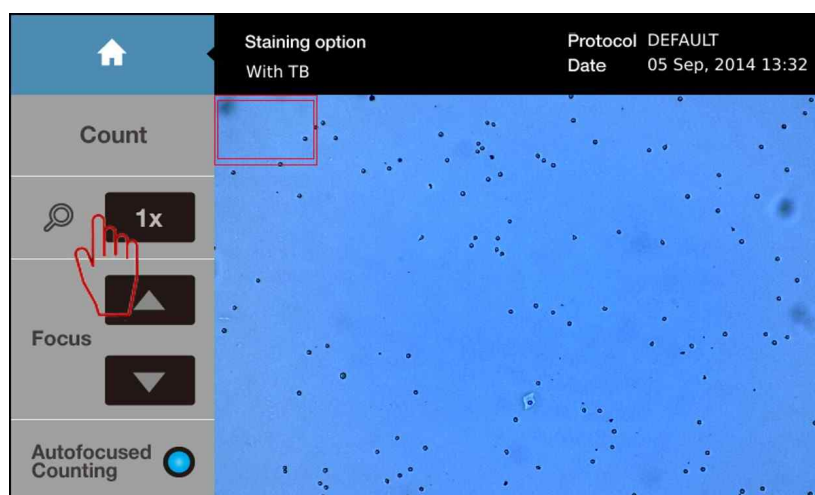 Staining option
With TB
Protocol DEFAULT
Date 05 Sep, 2014 13:32
Count
1x
Focus
Autofocused
Counting